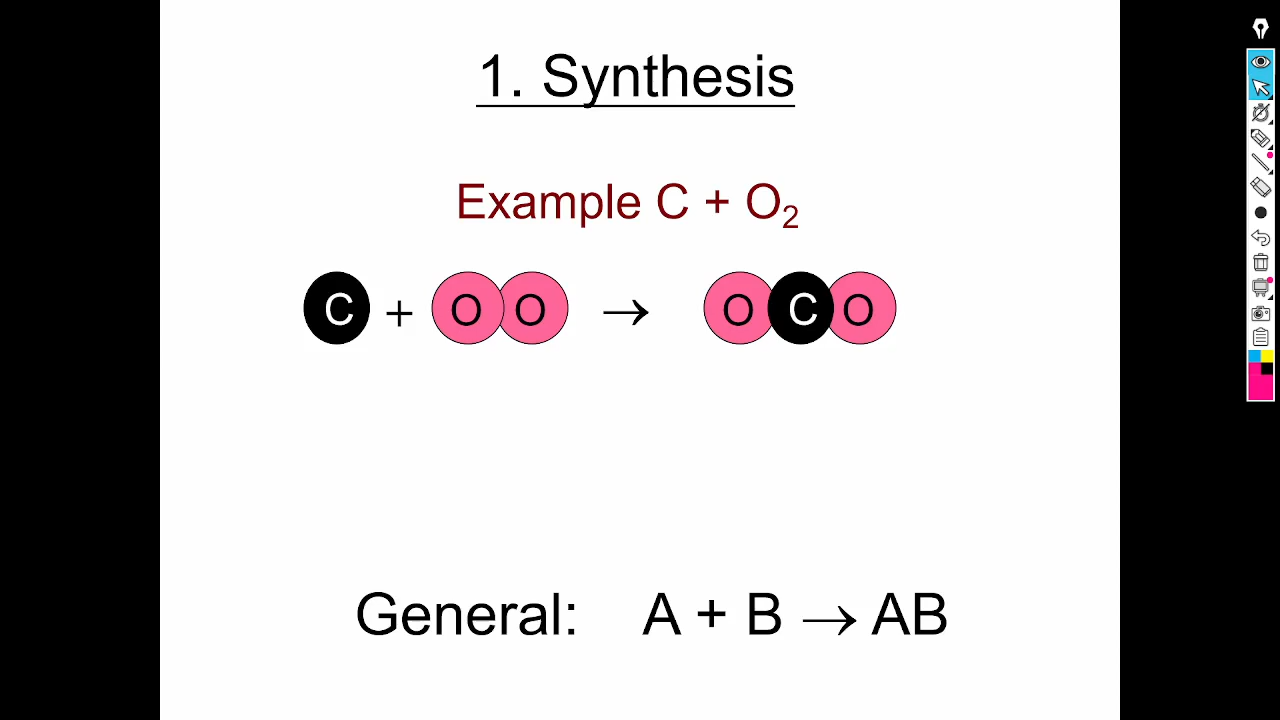 1. Synthesis
Example C + O₂
C + O O → O C O
General: A + B → AB